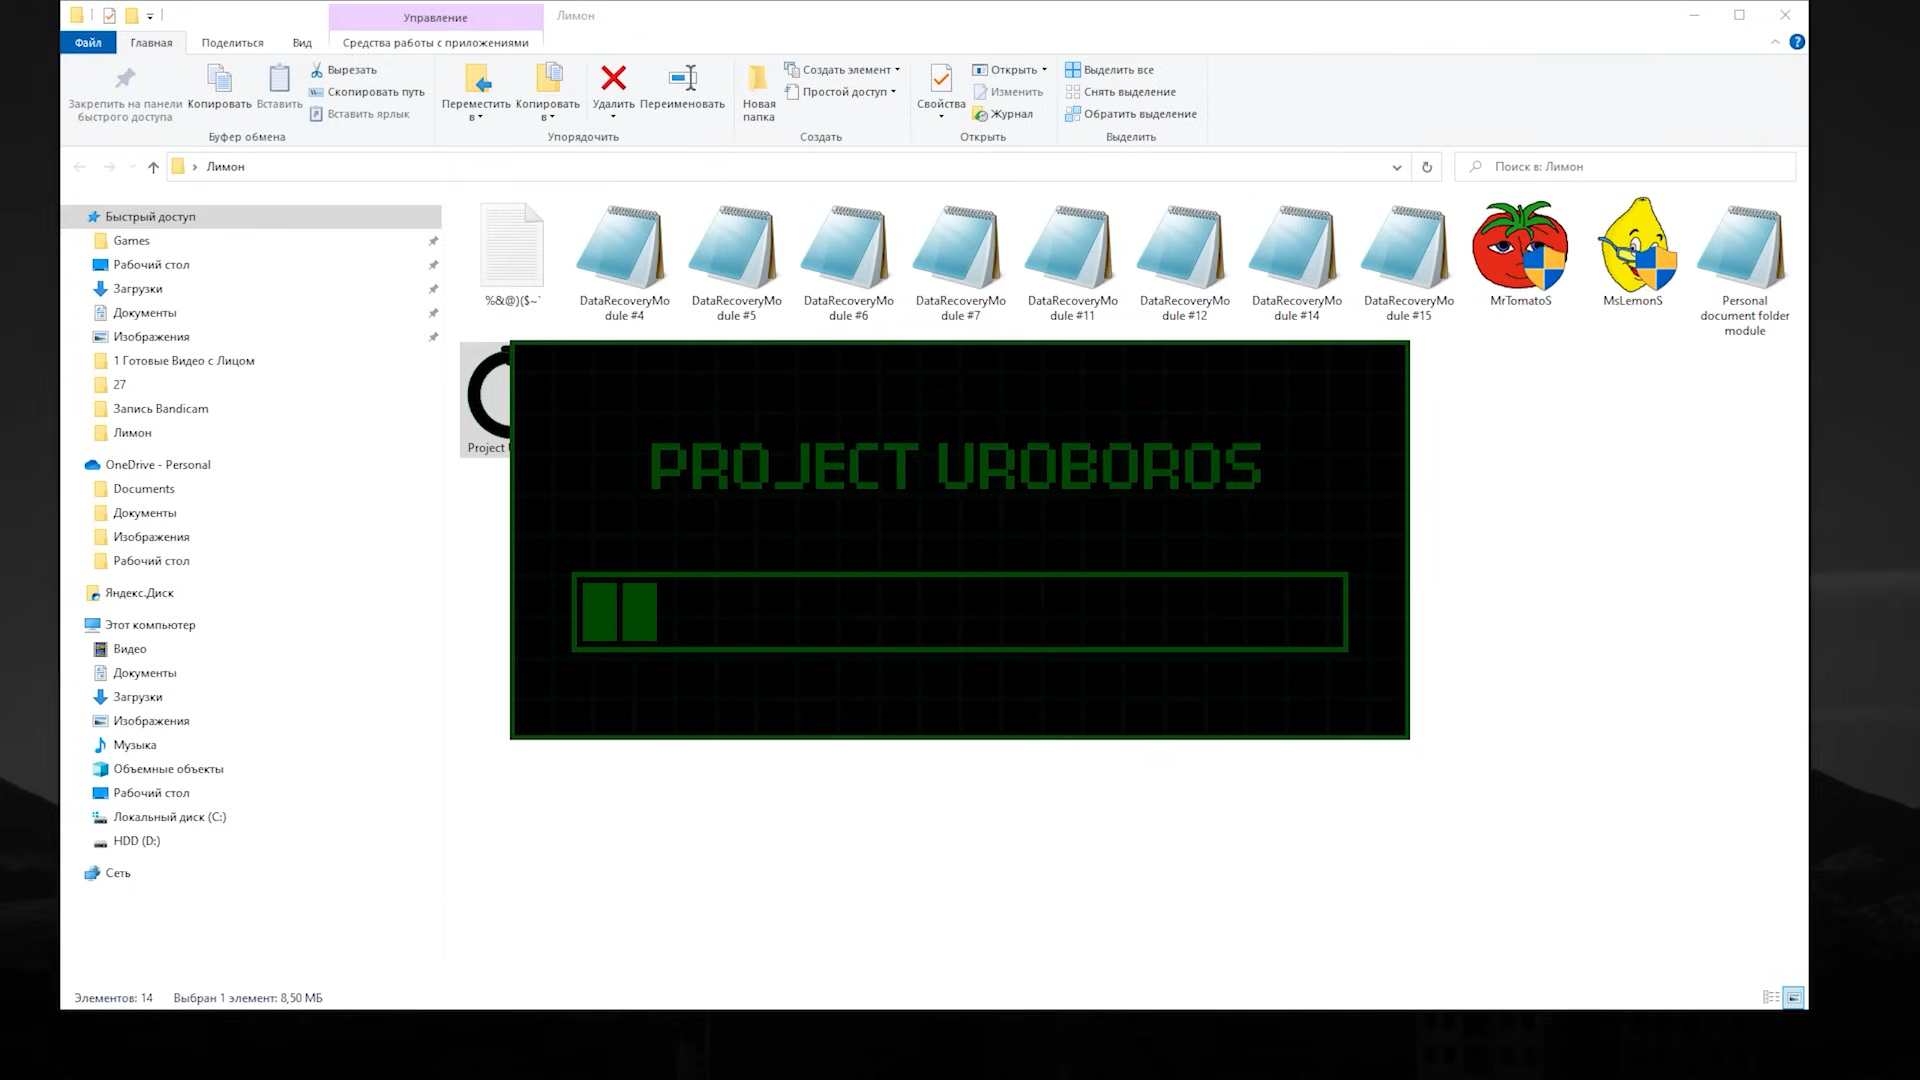 Управление
Лимон
Файл
Главная
Поделиться
Вид
Средства работы с приложениями
Закрепить на панели
быстрого доступа
Копировать
Вставить
Вырезать
Скопировать путь
Вставить ярлык
Буфер обмена
Переместить
в
Копировать
в
Удалить
Переименовать
Упорядочить
Новая
папка
Создать элемент
Простой доступ
Создать
Свойства
Открыть
Изменить
Журнал
Открыть
Выделить все
Снять выделение
Обратить выделение
Выделить
Лимон
Поиск в: Лимон
Быстрый доступ
Games
Рабочий стол
Загрузки
Документы
Изображения
1 Готовые Видео с Лицом
27
Запись Bandicam
Лимон
OneDrive - Personal
Documents
Документы
Изображения
Рабочий стол
Яндекс.Диск
Этот компьютер
Видео
Документы
Загрузки
Изображения
Музыка
Объемные объекты
Рабочий стол
Локальный диск (C:)
HDD (D:)
Сеть
%&@)($~`
DataRecoveryMo
dule #4
DataRecoveryMo
dule #5
DataRecoveryMo
dule #6
DataRecoveryMo
dule #7
DataRecoveryMo
dule #11
DataRecoveryMo
dule #12
DataRecoveryMo
dule #14
DataRecoveryMo
dule #15
MrTomatoS
MsLemonS
Personal
document folder
module
Project
PROJECT UROBOROS
Элементов: 14
Выбран 1 элемент: 8,50 МБ